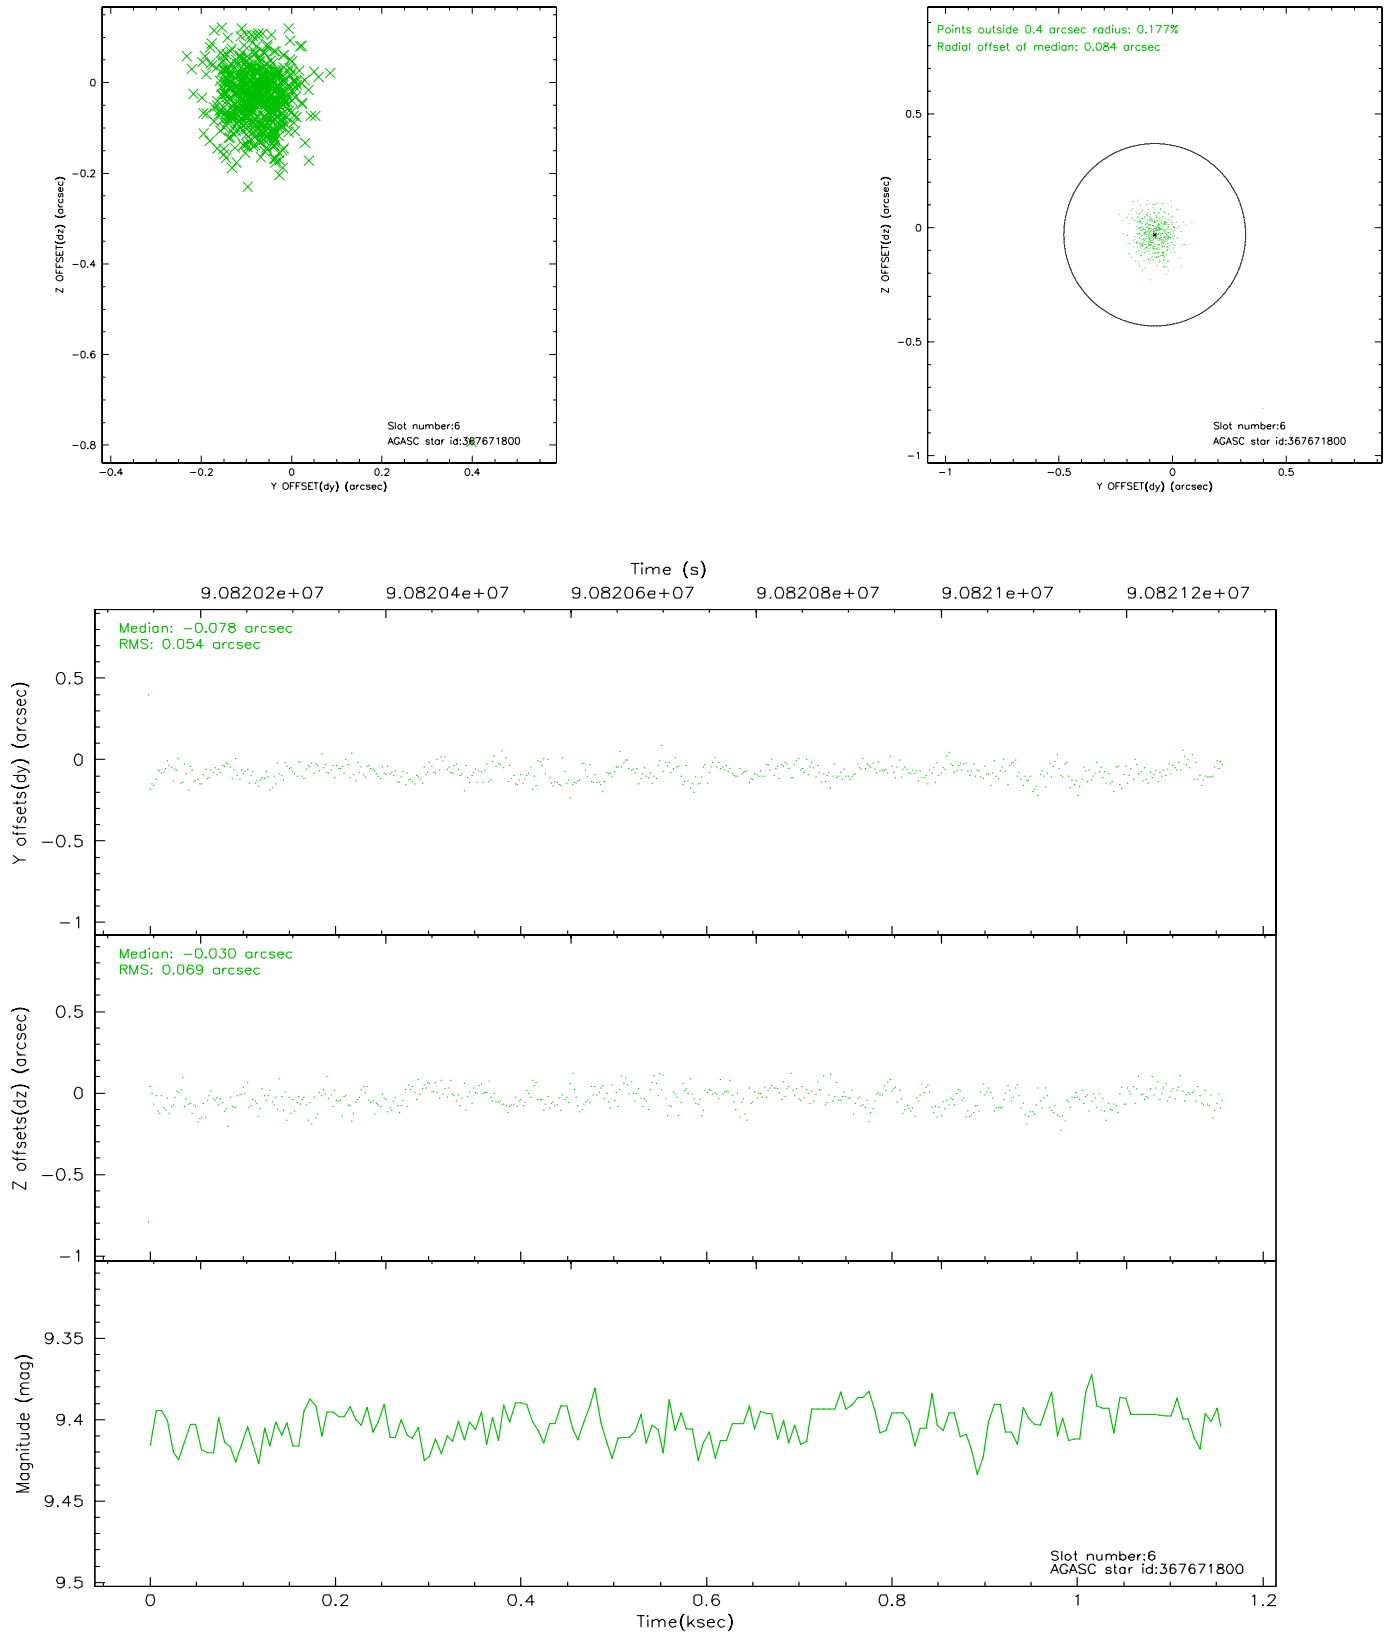 0
−0.2
−0.4
−0.6
−0.8
Z OFFSET(dz) (arcsec)
Slot number:6
AGASC star id:367671800
−0.4
−0.2
0
0.2
0.4
Y OFFSET(dy) (arcsec)
Points outside 0.4 arcsec radius: 0.177%
Radial offset of median: 0.084 arcsec
0.5
0
−0.5
−1
Z OFFSET(dz) (arcsec)
Slot number:6
AGASC star id:367671800
−1
−0.5
0
0.5
Y OFFSET(dy) (arcsec)
Time (s)
9.08202e+07
9.08204e+07
9.08206e+07
9.08208e+07
9.0821e+07
9.08212e+07
Median: −0.078 arcsec
RMS: 0.054 arcsec
0.5
0
−0.5
−1
Y offsets(dy) (arcsec)
Median: −0.030 arcsec
RMS: 0.069 arcsec
0.5
0
−0.5
−1
Z offsets(dz) (arcsec)
9.35
9.4
9.45
9.5
Magnitude (mag)
Slot number:6
AGASC star id:367671800
0
0.2
0.4
0.6
0.8
1
1.2
Time(ksec)